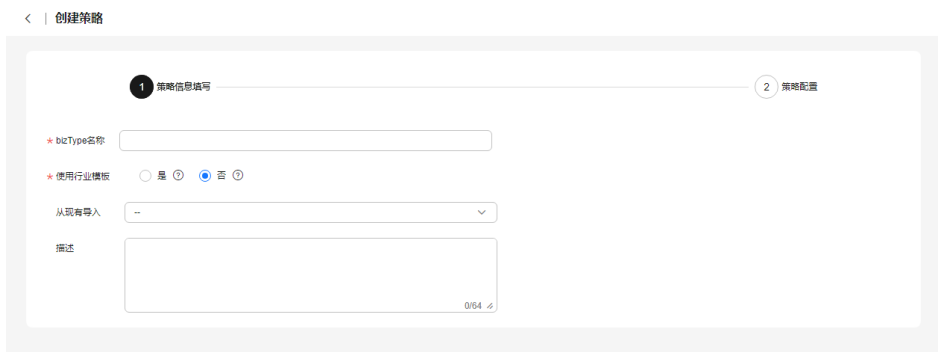 创建策略
1 策略信息填写 2 策略配置
* bizType名称
* 使用行业模板 是 ? 否 ?
从现有导入 --
描述
0/64